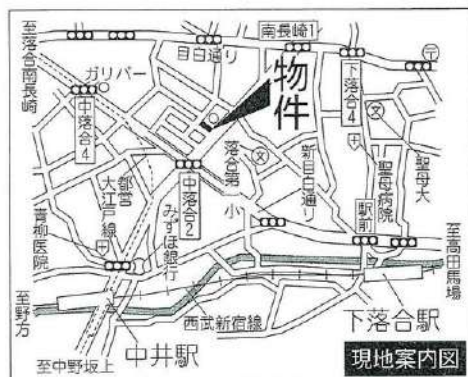 至落合南長崎
ガリバー
目白通り
南長崎1
下落合4
〒
物件
中落合4
文
聖母大
聖母病院
落合第
文
小
新目白通り
中落合2
都営
大江戸線
青柳医院
みずほ銀行
駅前
至高田馬場
至野方
西武新宿線
下落合駅
中井駅
至中野坂上
現地案内図